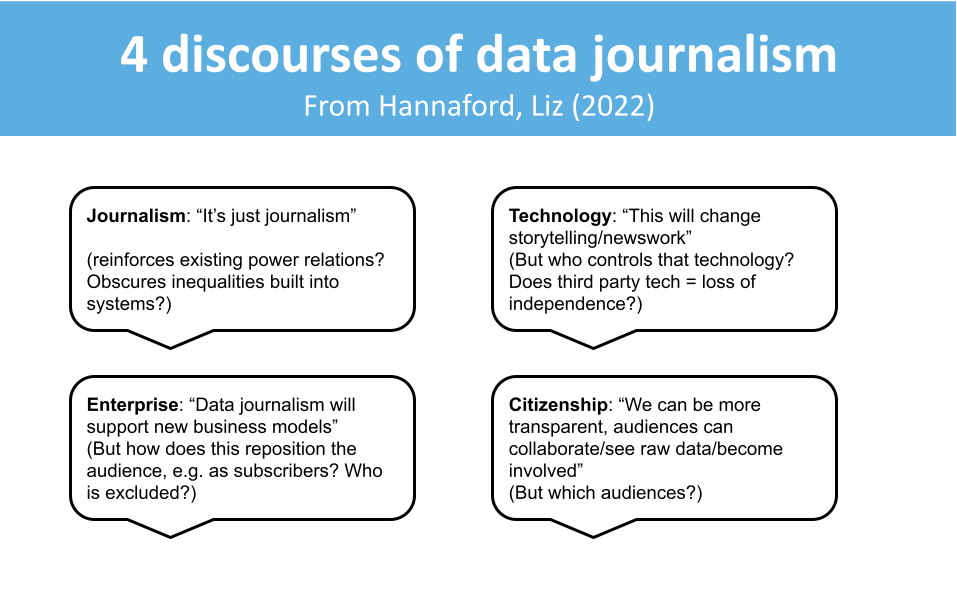 4 discourses of data journalism
From Hannaford, Liz (2022)
Journalism: “It’s just journalism”
(reinforces existing power relations?
Obscures inequalities built into
systems?)
Technology: “This will change
storytelling/newswork”
(But who controls that technology?
Does third party tech = loss of
independence?)
Enterprise: “Data journalism will
support new business models”
(But how does this reposition the
audience, e.g. as subscribers? Who
is excluded?)
Citizenship: “We can be more
transparent, audiences can
collaborate/see raw data/become
involved”
(But which audiences?)